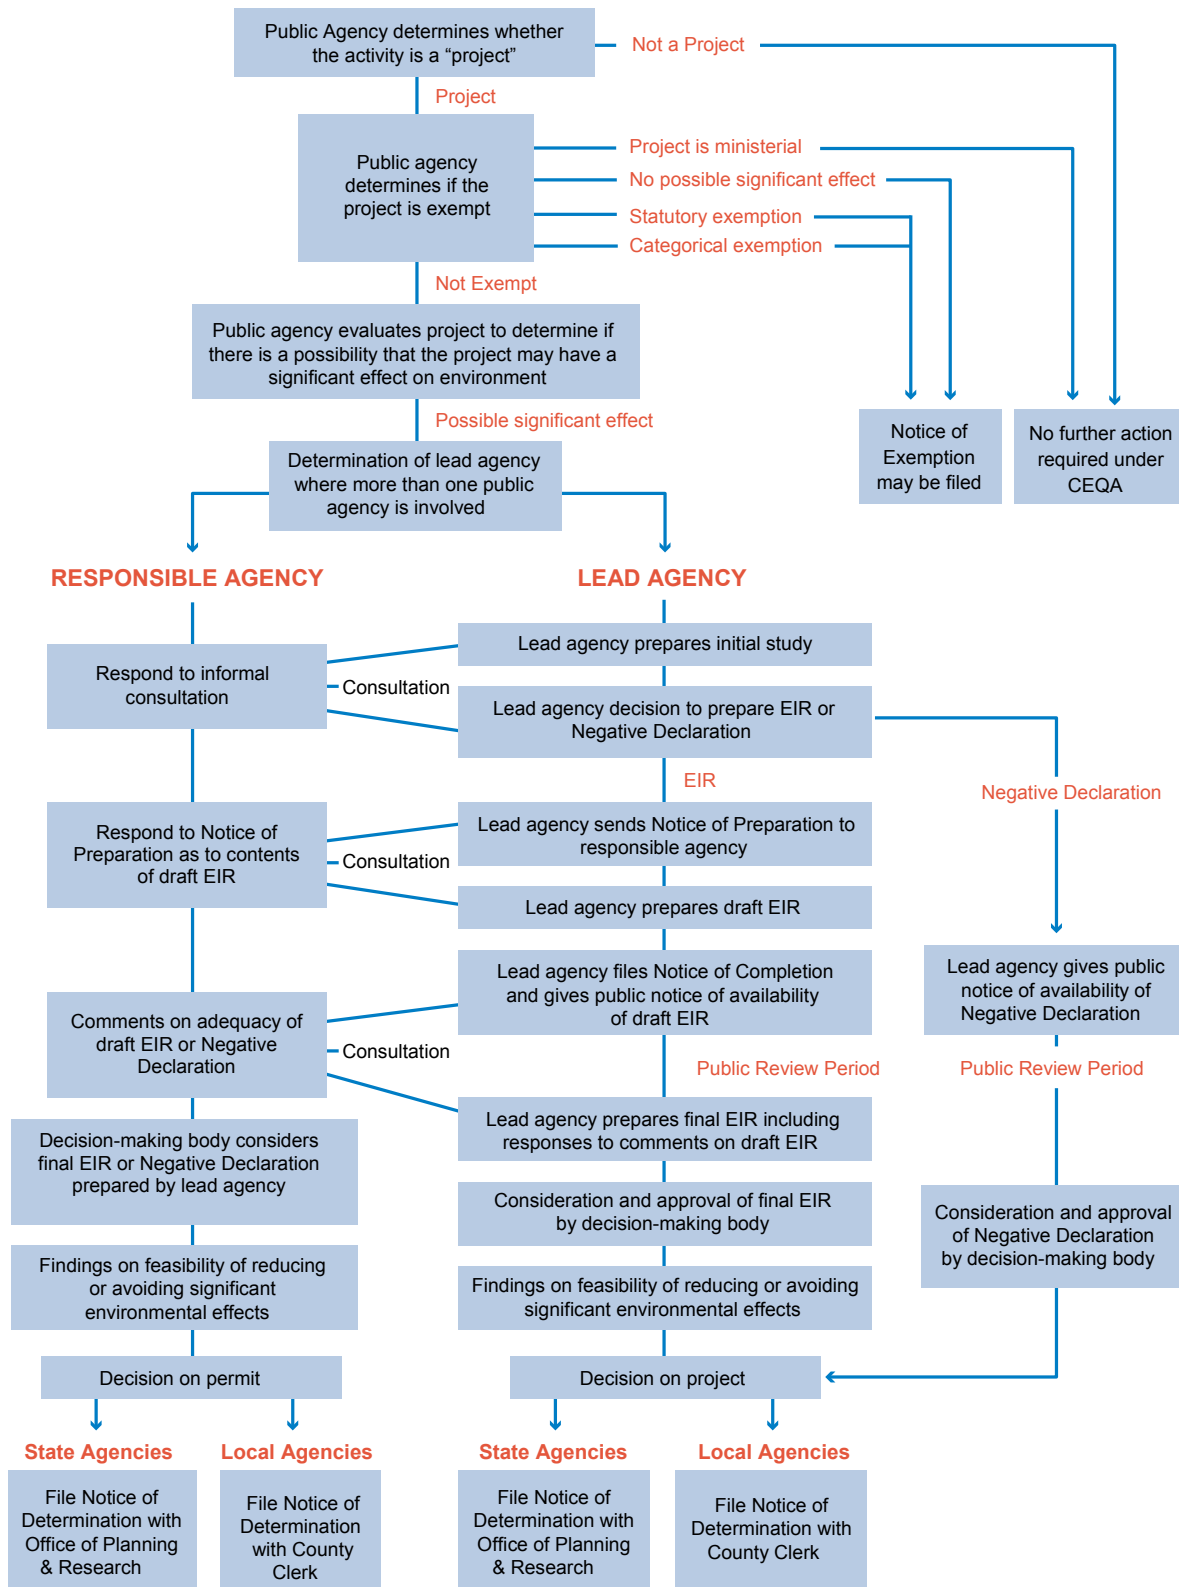 Public Agency determines whether
the activity is a “project”
Not a Project
Project
Public agency
determines if the
project is exempt
Project is ministerial
No possible significant effect
Statutory exemption
Categorical exemption
Not Exempt
Public agency evaluates project to determine if
there is a possibility that the project may have a
significant effect on environment
Possible significant effect
Notice of
Exemption
may be filed
No further action
required under
CEQA
Determination of lead agency
where more than one public
agency is involved
RESPONSIBLE AGENCY
LEAD AGENCY
Respond to informal
consultation
Consultation
Lead agency prepares initial study
Lead agency decision to prepare EIR or
Negative Declaration
EIR
Negative Declaration
Respond to Notice of
Preparation as to contents
of draft EIR
Consultation
Lead agency sends Notice of Preparation to
responsible agency
Lead agency prepares draft EIR
Lead agency files Notice of Completion
and gives public notice of availability
of draft EIR
Lead agency gives public
notice of availability of
Negative Declaration
Comments on adequacy of
draft EIR or Negative
Declaration
Consultation
Public Review Period
Public Review Period
Lead agency prepares final EIR including
responses to comments on draft EIR
Decision-making body considers
final EIR or Negative Declaration
prepared by lead agency
Consideration and approval of final EIR
by decision-making body
Consideration and approval
of Negative Declaration
by decision-making body
Findings on feasibility of reducing
or avoiding significant
environmental effects
Findings on feasibility of reducing or avoiding
significant environmental effects
Decision on permit
Decision on project
State Agencies
Local Agencies
State Agencies
Local Agencies
File Notice of
Determination with
Office of Planning
& Research
File Notice of
Determination
with County
Clerk
File Notice of
Determination with
Office of Planning
& Research
File Notice of
Determination with
County Clerk